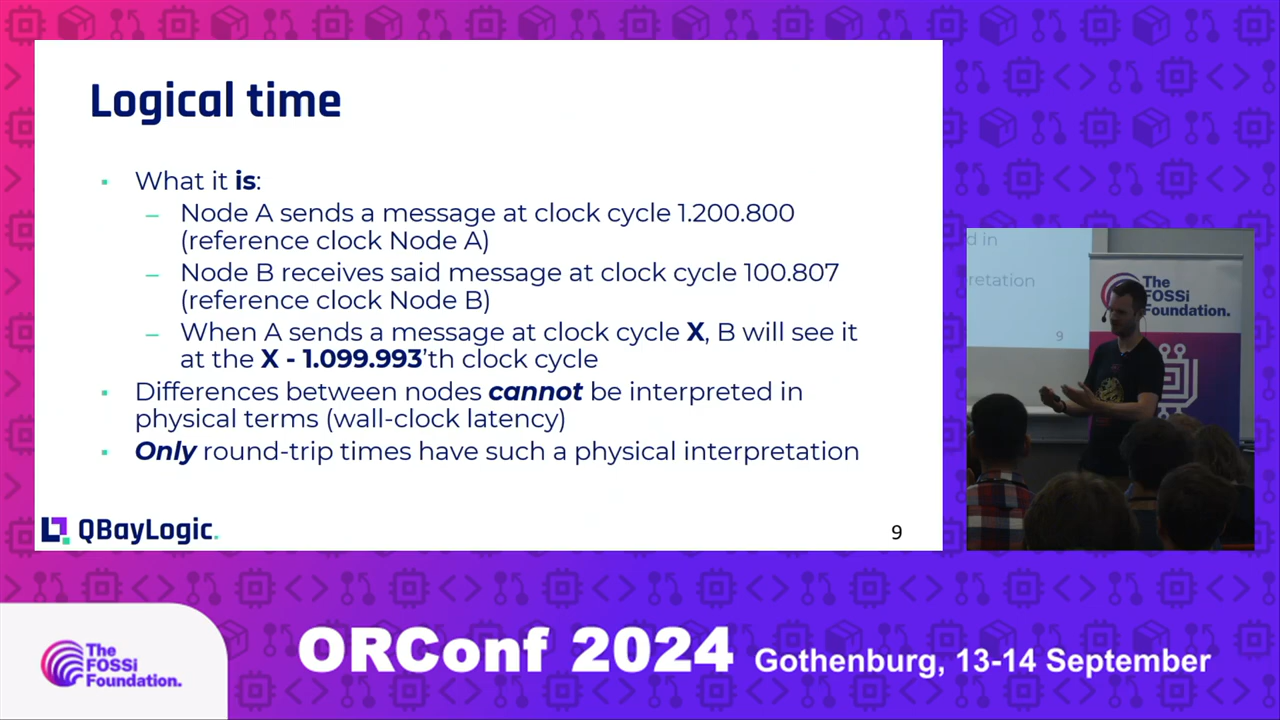 Logical time
▪ What it is:
– Node A sends a message at clock cycle 1.200.800
(reference clock Node A)
– Node B receives said message at clock cycle 100.807
(reference clock Node B)
– When A sends a message at clock cycle X, B will see it
at the X - 1.099.993'th clock cycle
▪ Differences between nodes cannot be interpreted in
physical terms (wall-clock latency)
▪ Only round-trip times have such a physical interpretation
QBayLogic.
9
d in
retation
9
The
FOSSi
Foundation.
The
FOSSi
Foundation.
ORConf 2024 Gothenburg, 13-14 September